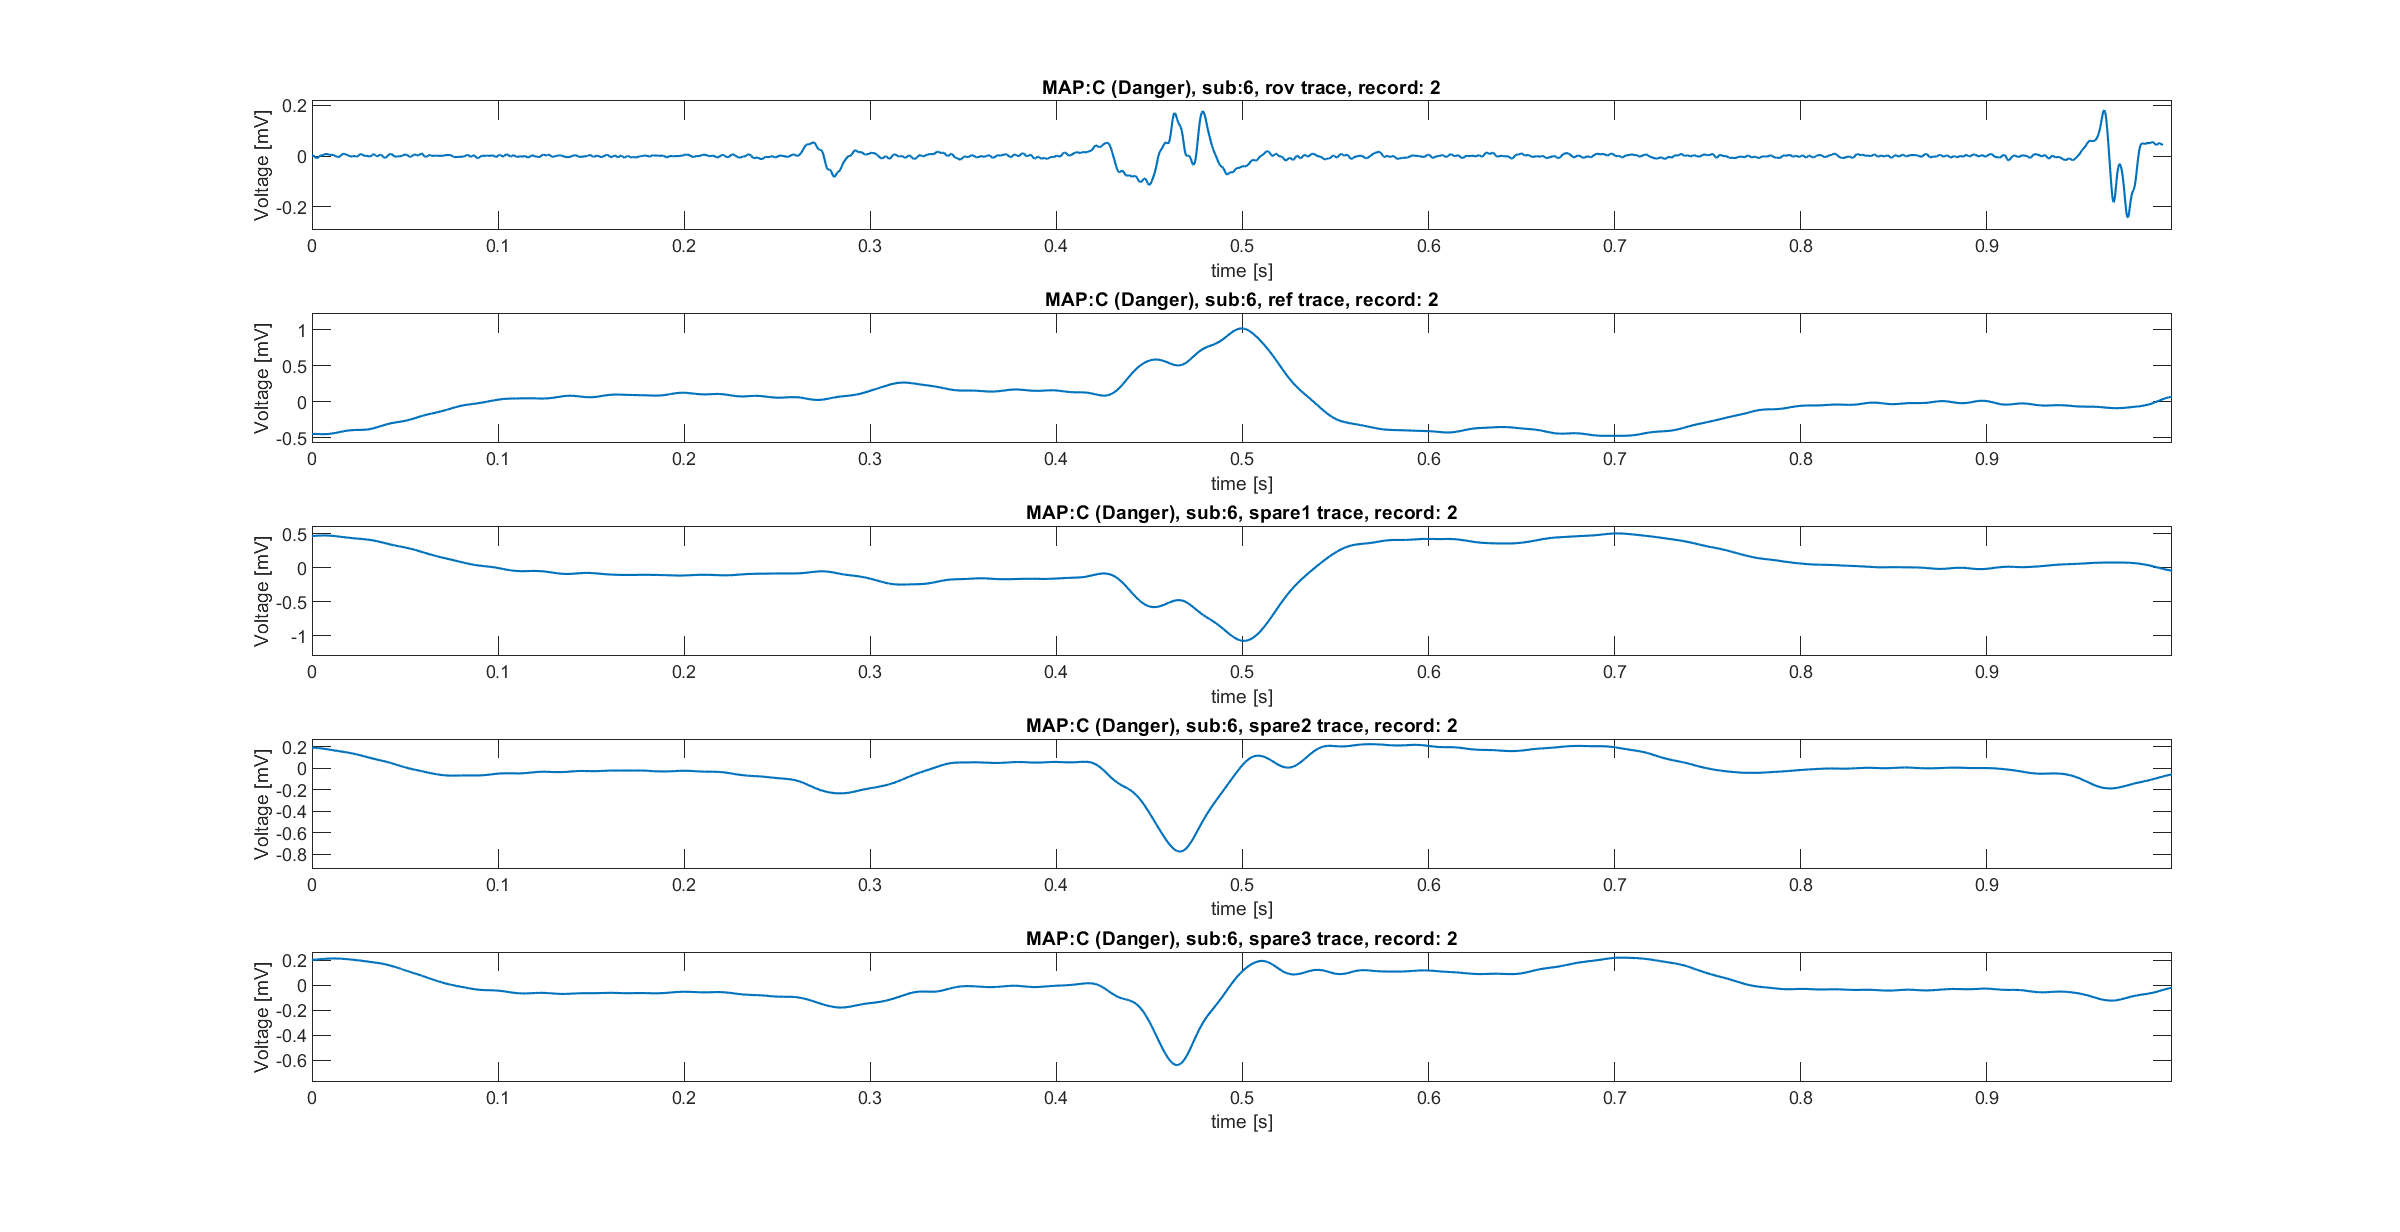 MAP:C (Danger), sub:6, rov trace, record: 2
Voltage [mV]
0.2
0
-0.2
0 0.1 0.2 0.3 0.4 0.5 0.6 0.7 0.8 0.9
time [s]
MAP:C (Danger), sub:6, ref trace, record: 2
Voltage [mV]
1
0.5
0
-0.5
0 0.1 0.2 0.3 0.4 0.5 0.6 0.7 0.8 0.9
time [s]
MAP:C (Danger), sub:6, spare1 trace, record: 2
Voltage [mV]
0.5
0
-0.5
-1
0 0.1 0.2 0.3 0.4 0.5 0.6 0.7 0.8 0.9
time [s]
MAP:C (Danger), sub:6, spare2 trace, record: 2
Voltage [mV]
0.2
0
-0.2
-0.4
-0.6
-0.8
0 0.1 0.2 0.3 0.4 0.5 0.6 0.7 0.8 0.9
time [s]
MAP:C (Danger), sub:6, spare3 trace, record: 2
Voltage [mV]
0.2
0
-0.2
-0.4
-0.6
0 0.1 0.2 0.3 0.4 0.5 0.6 0.7 0.8 0.9
time [s]